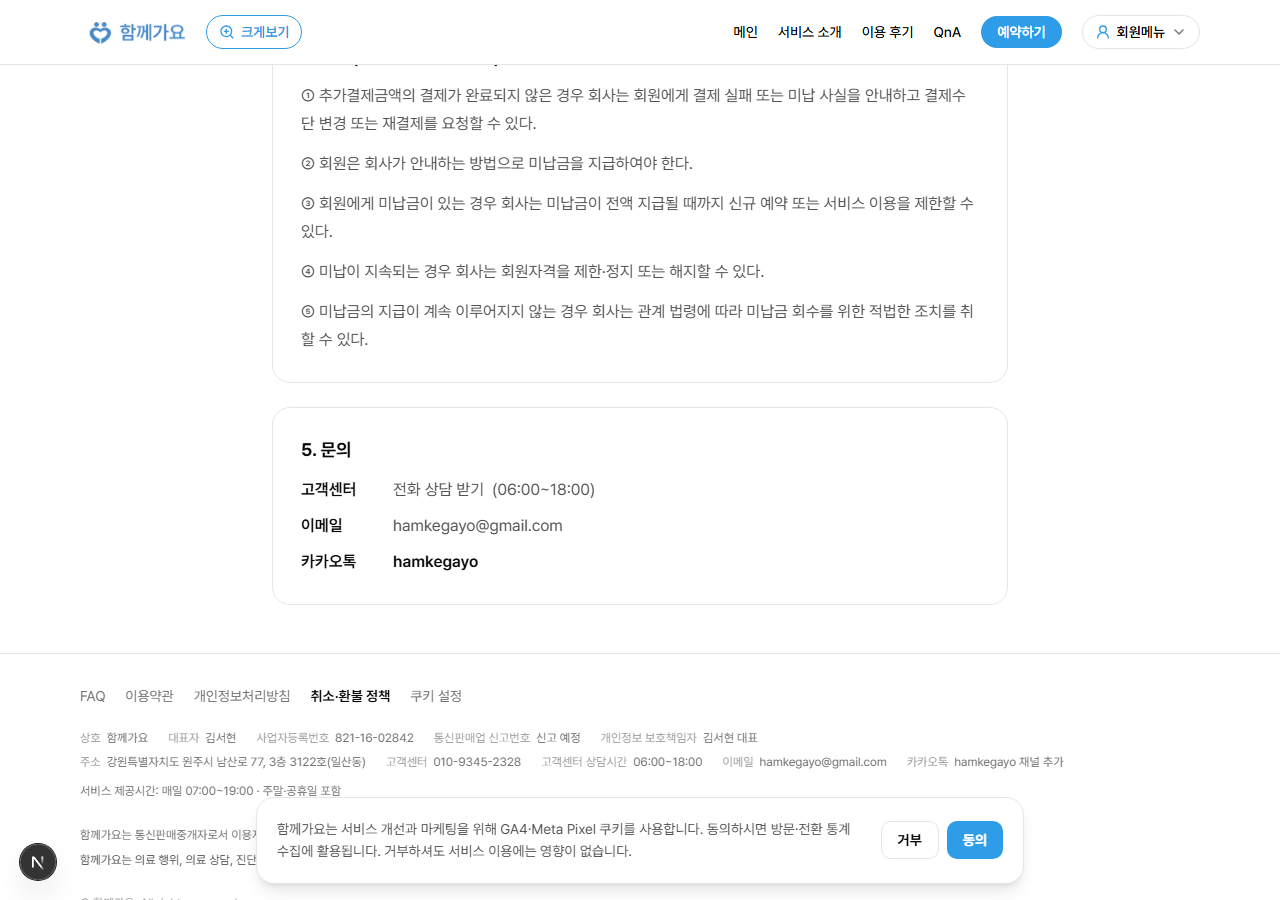 함께가요
크게보기
메인
서비스 소개
이용 후기
QnA
예약하기
회원메뉴
① 추가결제금액의 결제가 완료되지 않은 경우 회사는 회원에게 결제 실패 또는 미납 사실을 안내하고 결제수
단 변경 또는 재결제를 요청할 수 있다.
② 회원은 회사가 안내하는 방법으로 미납금을 지급하여야 한다.
③ 회원에게 미납금이 있는 경우 회사는 미납금이 전액 지급될 때까지 신규 예약 또는 서비스 이용을 제한할 수
있다.
④ 미납이 지속되는 경우 회사는 회원자격을 제한·정지 또는 해지할 수 있다.
⑤ 미납금의 지급이 계속 이루어지지 않는 경우 회사는 관계 법령에 따라 미납금 회수를 위한 적법한 조치를 취
할 수 있다.
5. 문의
고객센터 전화 상담 받기 (06:00~18:00)
이메일 hamkegayo@gmail.com
카카오톡 hamkegayo
FAQ 이용약관 개인정보처리방침 취소·환불 정책 쿠키 설정
상호 함께가요 대표자 김서현 사업자등록번호 821-16-02842 통신판매업 신고번호 신고 예정 개인정보 보호책임자 김서현 대표
주소 강원특별자치도 원주시 남산로 77, 3층 3122호(일산동) 고객센터 010-9345-2328 고객센터 상담시간 06:00~18:00 이메일 hamkegayo@gmail.com 카카오톡 hamkegayo 채널 추가
서비스 제공시간: 매일 07:00~19:00 · 주말·공휴일 포함
함께가요는 통신판매중개자로서
함께가요는 의료 행위, 의료 상담, 진단
함께가요는 서비스 개선과 마케팅을 위해 GA4·Meta Pixel 쿠키를 사용합니다. 동의하시면 방문·전환 통계
수집에 활용됩니다. 거부하셔도 서비스 이용에는 영향이 없습니다.
거부
동의
N